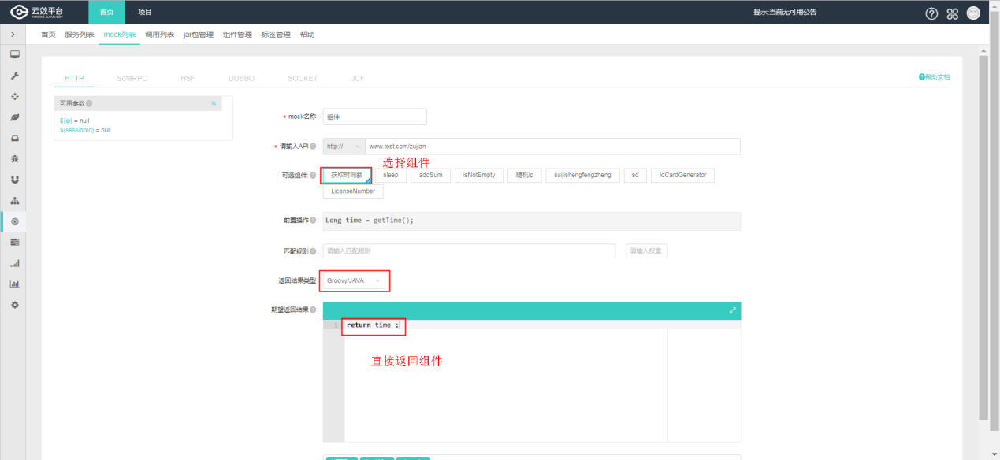 云效平台
YUNXIAO.ALIYUN.COM
首页 项目 提示:当前无可用公告
首页 服务列表 mock列表 调用列表 jar包管理 组件管理 标签管理 帮助
HTTP SofaRPC HSF DUBBO SOCKET JCF 帮助文档
可用参数
${ip} = null
${sessionId} = null
* mock名称: 组件
* 请输入API: http:// www.test.com/zujian
选择组件
可选组件: 获取时间戳 sleep addSum isNotEmpty 随机ip suijishengfengzheng sd IdCardGenerator
LicenseNumber
前置操作: Long time = getTime();
匹配规则: 请输入匹配规则 请输入权重
返回结果类型: Groovy/JAVA
期望返回结果:
1 return time ;
直接返回组件